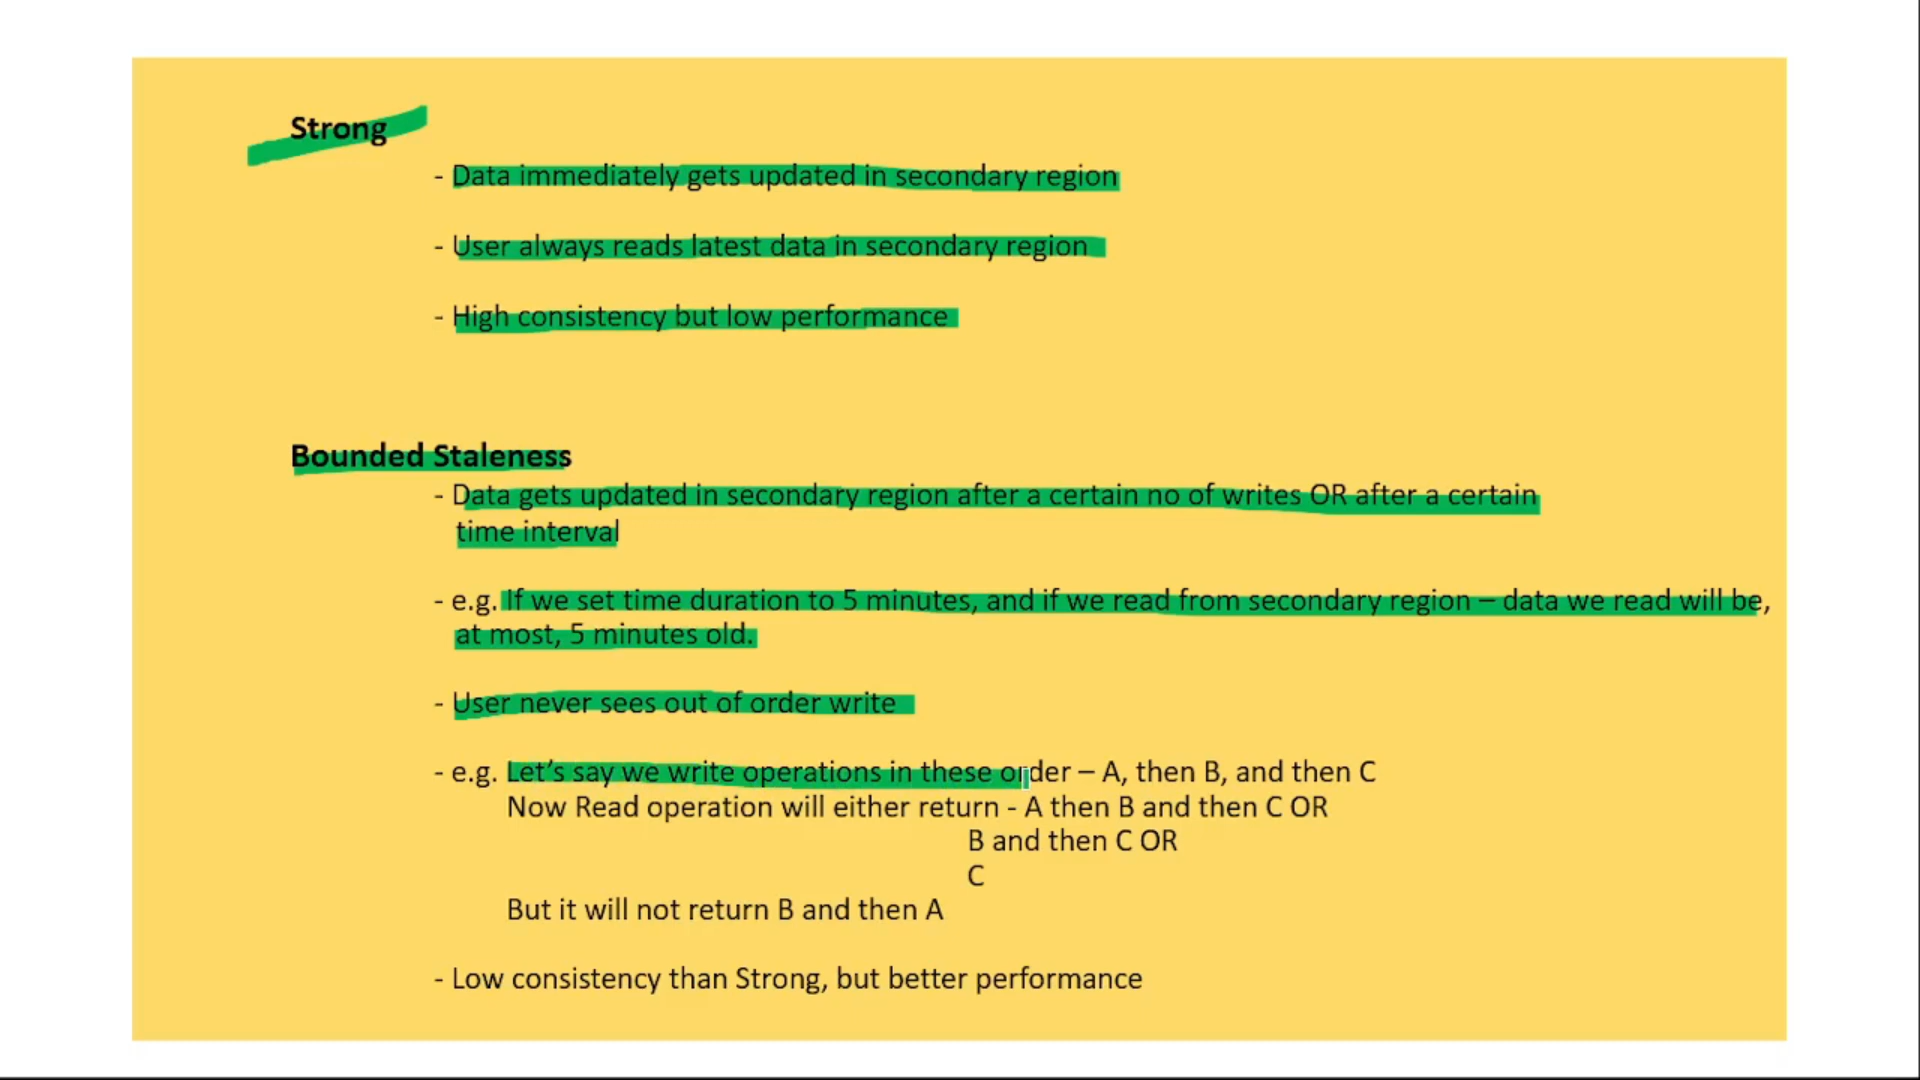 Strong
- Data immediately gets updated in secondary region
- User always reads latest data in secondary region
- High consistency but low performance
Bounded Staleness
- Data gets updated in secondary region after a certain no of writes OR after a certain
time interval
- e.g. If we set time duration to 5 minutes, and if we read from secondary region – data we read will be,
at most, 5 minutes old.
- User never sees out of order write
- e.g. Let’s say we write operations in these order – A, then B, and then C
Now Read operation will either return - A then B and then C OR
B and then C OR
C
But it will not return B and then A
- Low consistency than Strong, but better performance